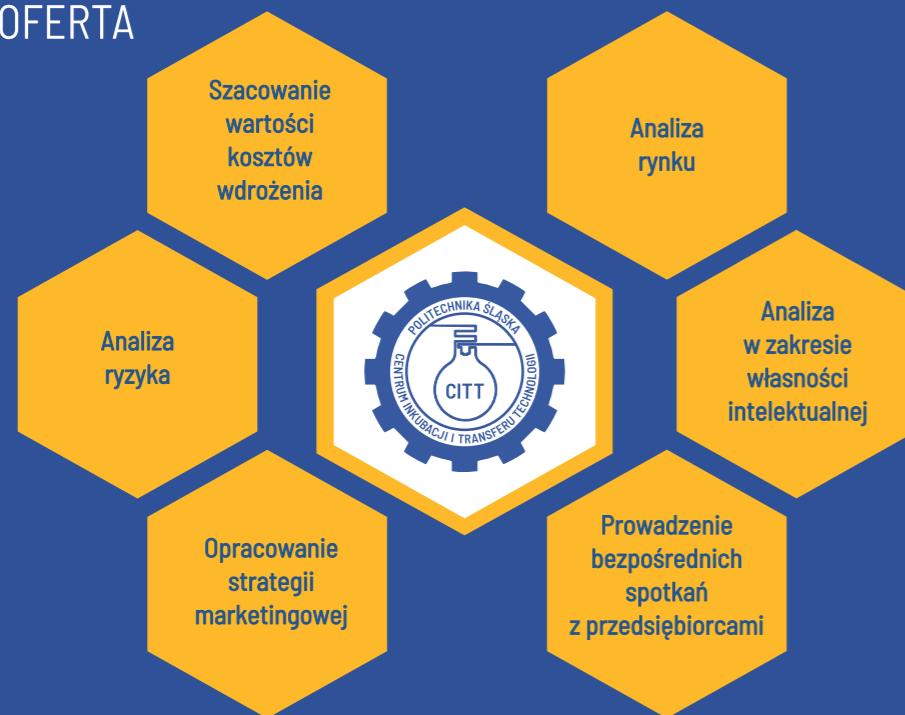 OFERTA
Szacowanie
wartości
kosztów
wdrożenia
Analiza
rynku
Analiza
ryzyka
POLITECHNIKA ŚLĄSKA
CENTRUM INKUBACJI I TRANSFERU TECHNOLOGII
CITT
Analiza
w zakresie
własności
intelektualnej
Opracowanie
strategii
marketingowej
Prowadzenie
bezpośrednich
spotkań
z przedsiębiorcami